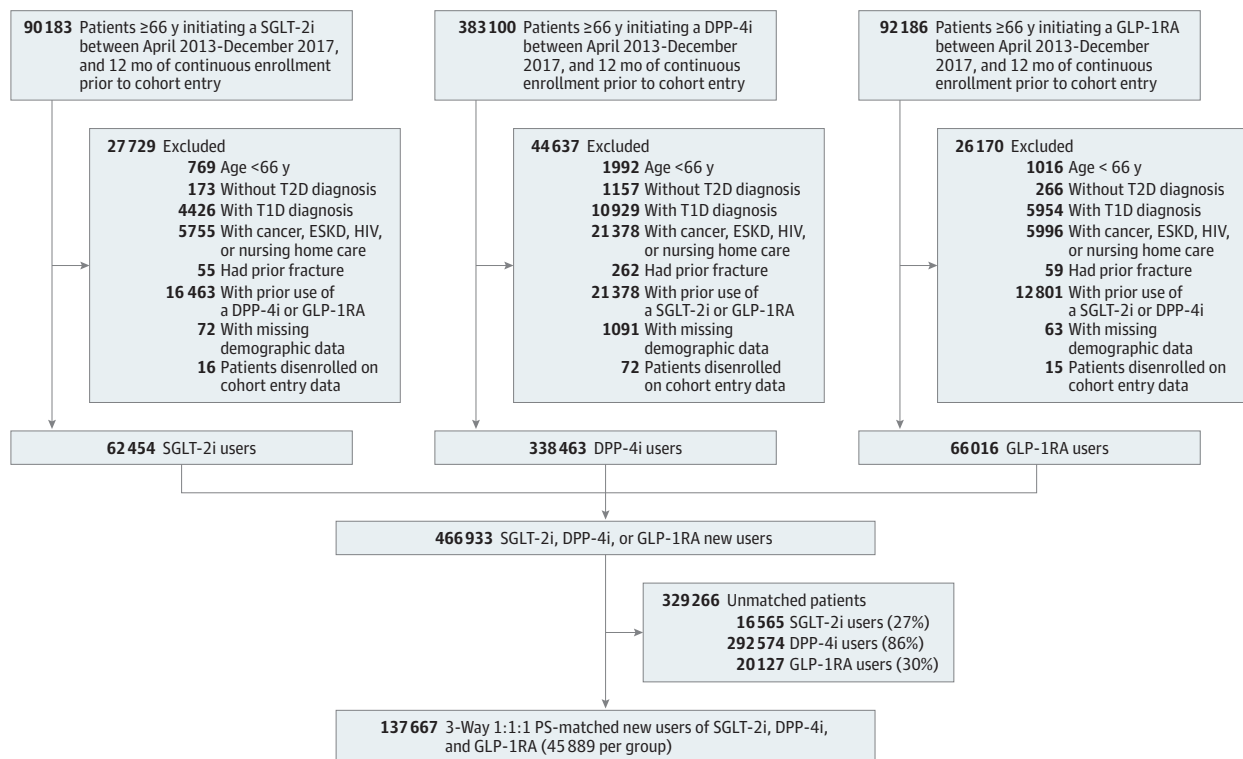 90183 Patients ≥66 y initiating a SGLT-2i
between April 2013-December 2017,
and 12 mo of continuous enrollment
prior to cohort entry
383100 Patients ≥66 y initiating a DPP-4i
between April 2013-December
2017, and 12 mo of continuous
enrollment prior to cohort entry
92186 Patients ≥66 y initiating a GLP-1RA
between April 2013-December
2017, and 12 mo of continuous
enrollment prior to cohort entry
27729 Excluded
769 Age <66 y
173 Without T2D diagnosis
4426 With T1D diagnosis
5755 With cancer, ESKD, HIV,
or nursing home care
55 Had prior fracture
16463 With prior use of
a DPP-4i or GLP-1RA
72 With missing
demographic data
16 Patients disenrolled on
cohort entry data
44637 Excluded
1992 Age <66 y
1157 Without T2D diagnosis
10929 With T1D diagnosis
21378 With cancer, ESKD, HIV,
or nursing home care
262 Had prior fracture
21378 With prior use of
a SGLT-2i or GLP-1RA
1091 With missing
demographic data
72 Patients disenrolled
on cohort entry data
26170 Excluded
1016 Age < 66 y
266 Without T2D diagnosis
5954 With T1D diagnosis
5996 With cancer, ESKD, HIV,
or nursing home care
59 Had prior fracture
12801 With prior use of
a SGLT-2i or DPP-4i
63 With missing
demographic data
15 Patients disenrolled on
cohort entry data
62454 SGLT-2i users
338463 DPP-4i users
66016 GLP-1RA users
466933 SGLT-2i, DPP-4i, or GLP-1RA new users
329266 Unmatched patients
16565 SGLT-2i users (27%)
292574 DPP-4i users (86%)
20127 GLP-1RA users (30%)
137667 3-Way 1:1:1 PS-matched new users of SGLT-2i, DPP-4i,
and GLP-1RA (45889 per group)